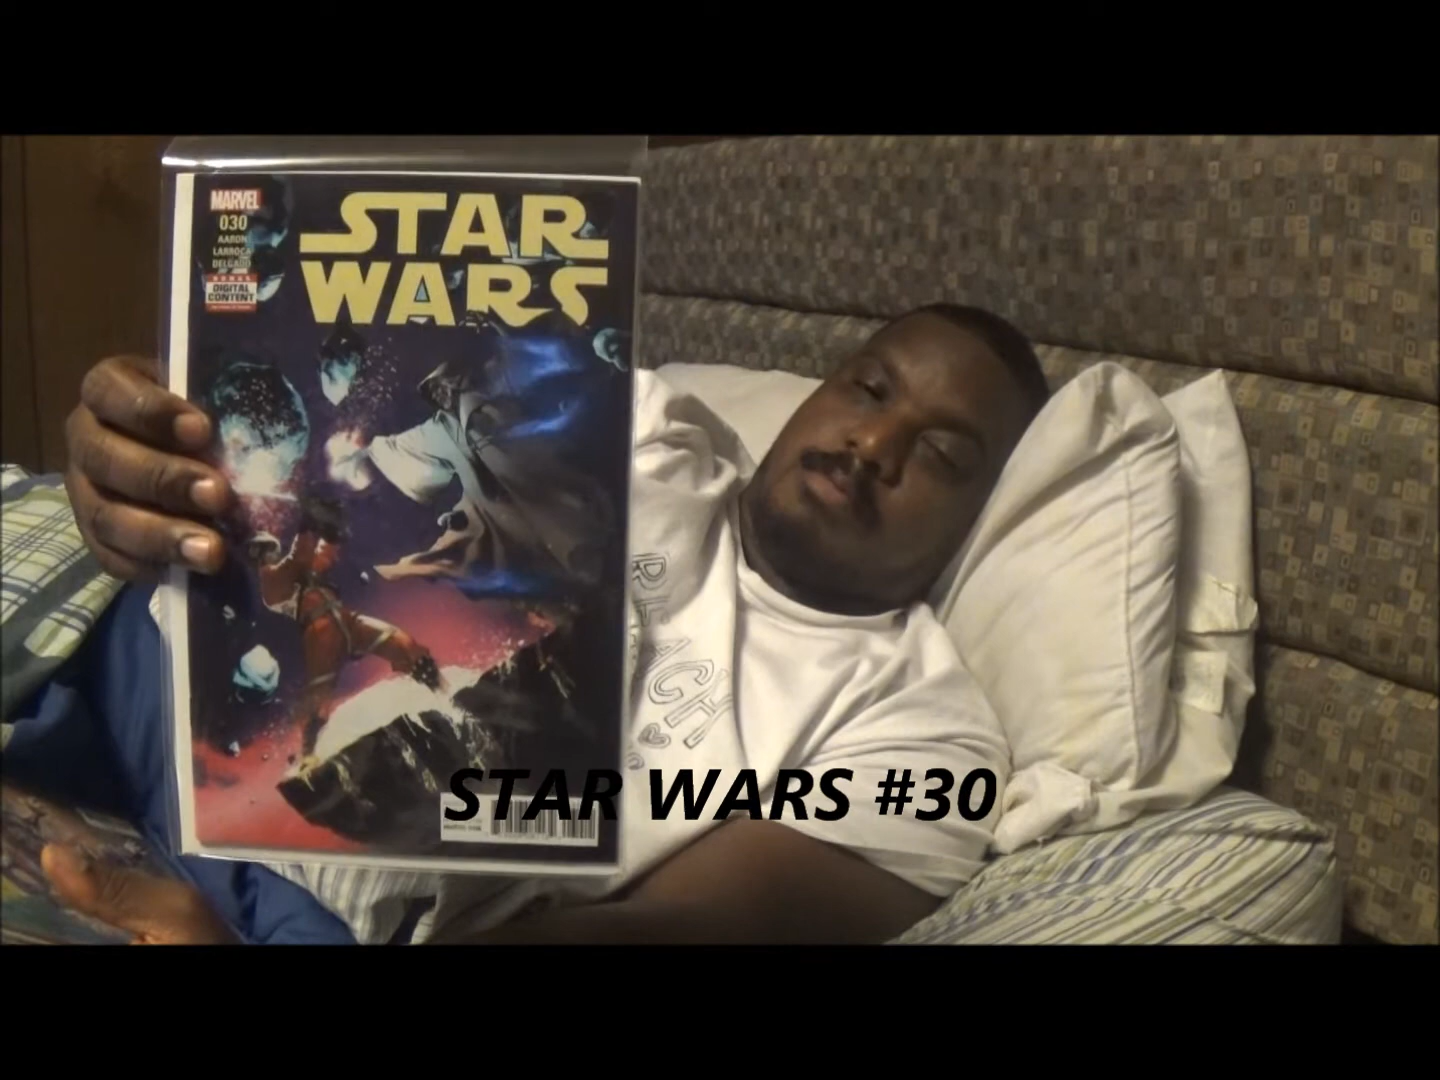 MARVEL
030
AARON
LARROCA
DELGADO
DIGITAL
CONTENT
STAR
WARS
STAR WARS #30